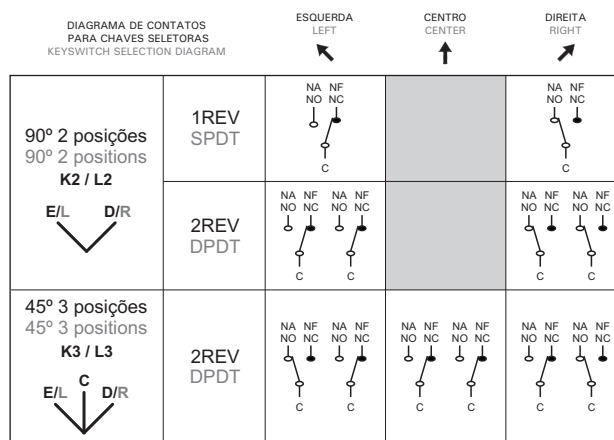 DIAGRAMA DE CONTATOS
PARA CHAVES SELETORAS
KEYSWITCH SELECTION DIAGRAM
ESQUERDA
LEFT
CENTRO
CENTER
DIREITA
RIGHT
90º 2 posições
90º 2 positions
K2 / L2
E/L D/R
1REV
SPDT
NA NF
NO NC
C
NA NF
NO NC
C
2REV
DPDT
NA NF NA NF
NO NC NO NC
C C
NA NF NA NF
NO NC NO NC
C C
45º 3 posições
45º 3 positions
K3 / L3
C
E/L D/R
2REV
DPDT
NA NF NA NF
NO NC NO NC
C C
NA NF NA NF
NO NC NO NC
C C
NA NF NA NF
NO NC NO NC
C C